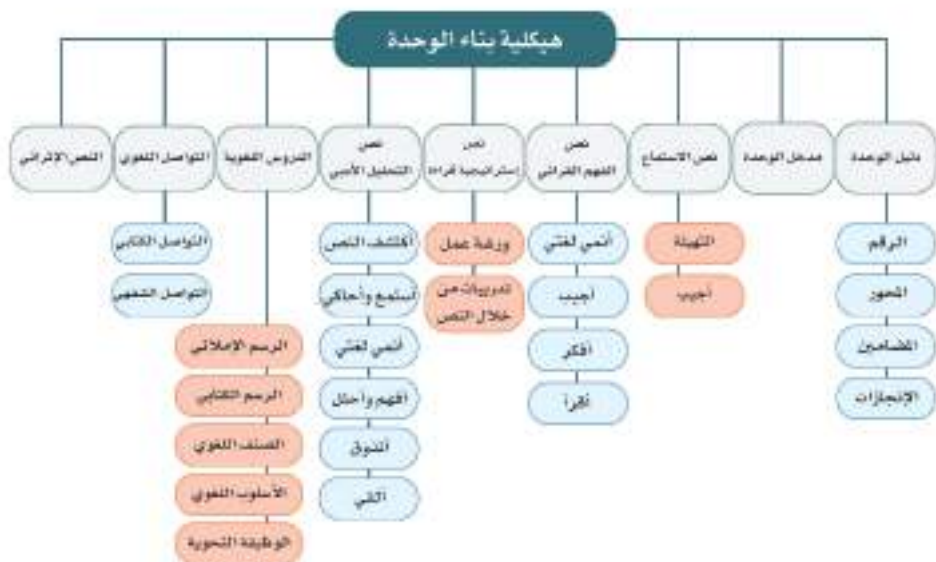 هيكلية بناء الوحدة
دليل الوحدة
مدخل الوحدة
نص الاستماع
نص
الفهم القرائي
نص
إستراتيجية قراءة
نص
التحليل الأدبي
الدروس اللغوية
التواصل اللغوي
النص الإثرائي
الرقم
المحور
المضامين
الإنجازات
التهيئة
أجيب
أنمي لغتي
أجيب
أفكر
أقرأ
ورشة عمل
تدريبات من
خلال النص
أكتشف النص
أستمع وأحاكي
أنمي لغتي
أفهم وأحلل
أتذوق
ألقي
الرسم الإملائي
الرسم الكتابي
الصنف اللغوي
الأسلوب اللغوي
الوظيفة النحوية
التواصل الكتابي
التواصل الشفهي